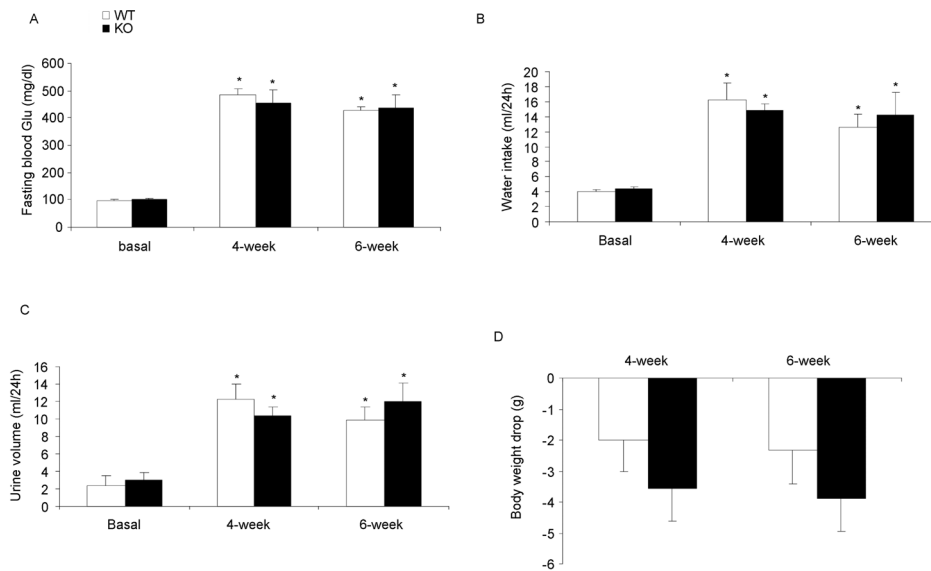 A
WT
KO
Fasting blood Glu (mg/dl)
600
500
400
300
200
100
0
* * * *
basal 4-week 6-week
B
Water intake (ml/24h)
20
18
16
14
12
10
8
6
4
2
0
* * * *
Basal 4-week 6-week
C
Urine volume (ml/24h)
16
14
12
10
8
6
4
2
0
* * * *
Basal 4-week 6-week
D
4-week 6-week
Body weight drop (g)
0
-1
-2
-3
-4
-5
-6